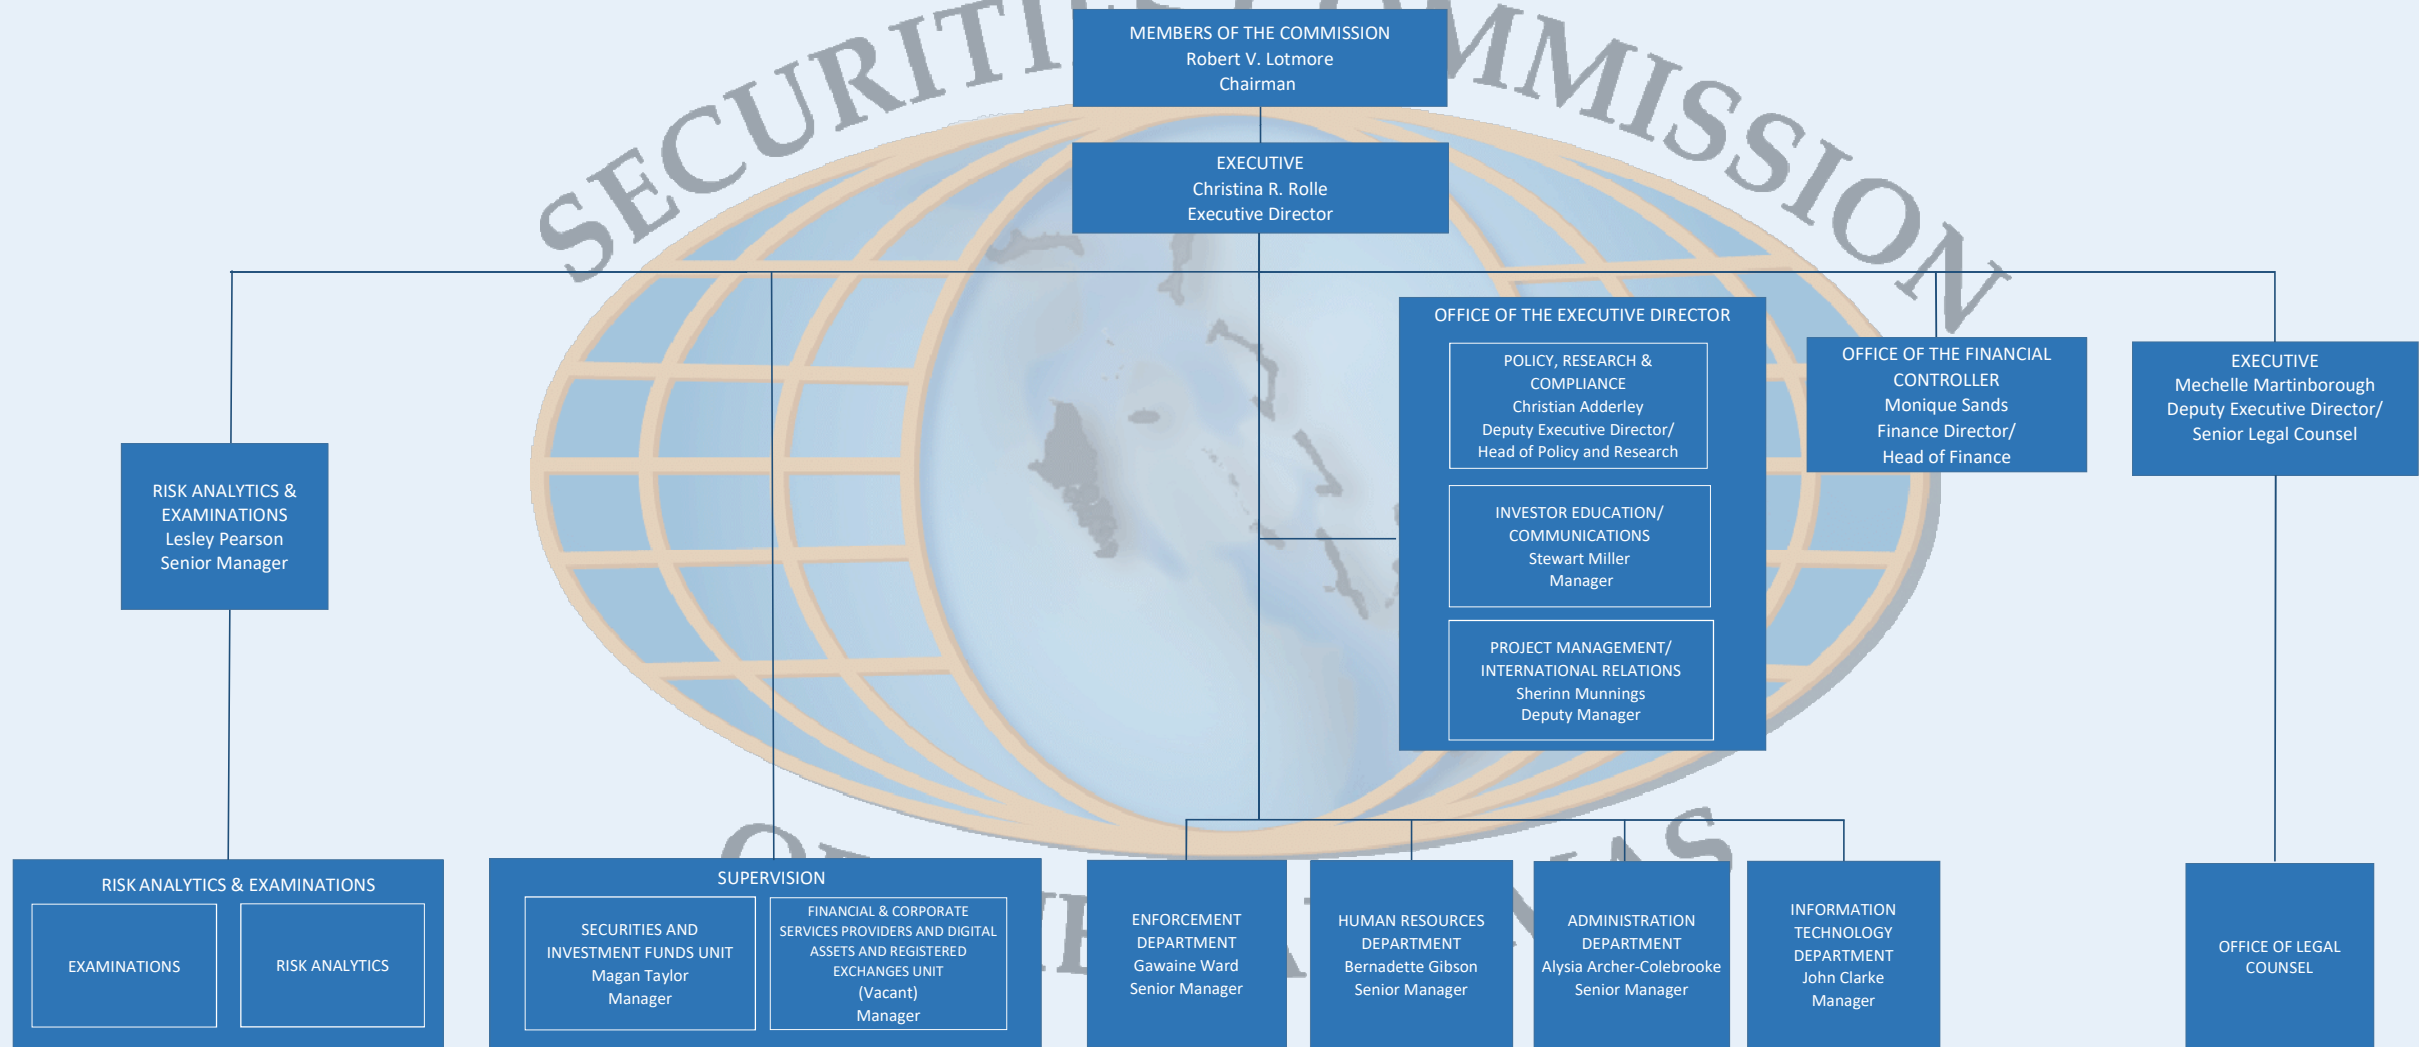 SECURITIES COMMISSION
MEMBERS OF THE COMMISSION
Robert V. Lotmore
Chairman
EXECUTIVE
Christina R. Rolle
Executive Director
OFFICE OF THE EXECUTIVE DIRECTOR
POLICY, RESEARCH &
COMPLIANCE
Christian Adderley
Deputy Executive Director/
Head of Policy and Research
INVESTOR EDUCATION/
COMMUNICATIONS
Stewart Miller
Manager
PROJECT MANAGEMENT/
INTERNATIONAL RELATIONS
Sherinn Munnings
Deputy Manager
OFFICE OF THE FINANCIAL
CONTROLLER
Monique Sands
Finance Director/
Head of Finance
EXECUTIVE
Mechelle Martinborough
Deputy Executive Director/
Senior Legal Counsel
RISK ANALYTICS &
EXAMINATIONS
Lesley Pearson
Senior Manager
RISK ANALYTICS & EXAMINATIONS
EXAMINATIONS
RISK ANALYTICS
SUPERVISION
SECURITIES AND
INVESTMENT FUNDS UNIT
Magan Taylor
Manager
FINANCIAL & CORPORATE
SERVICES PROVIDERS AND DIGITAL
ASSETS AND REGISTERED
EXCHANGES UNIT
(Vacant)
Manager
ENFORCEMENT
DEPARTMENT
Gawaine Ward
Senior Manager
HUMAN RESOURCES
DEPARTMENT
Bernadette Gibson
Senior Manager
ADMINISTRATION
DEPARTMENT
Alysia Archer-Colebrooke
Senior Manager
INFORMATION
TECHNOLOGY
DEPARTMENT
John Clarke
Manager
OFFICE OF LEGAL
COUNSEL